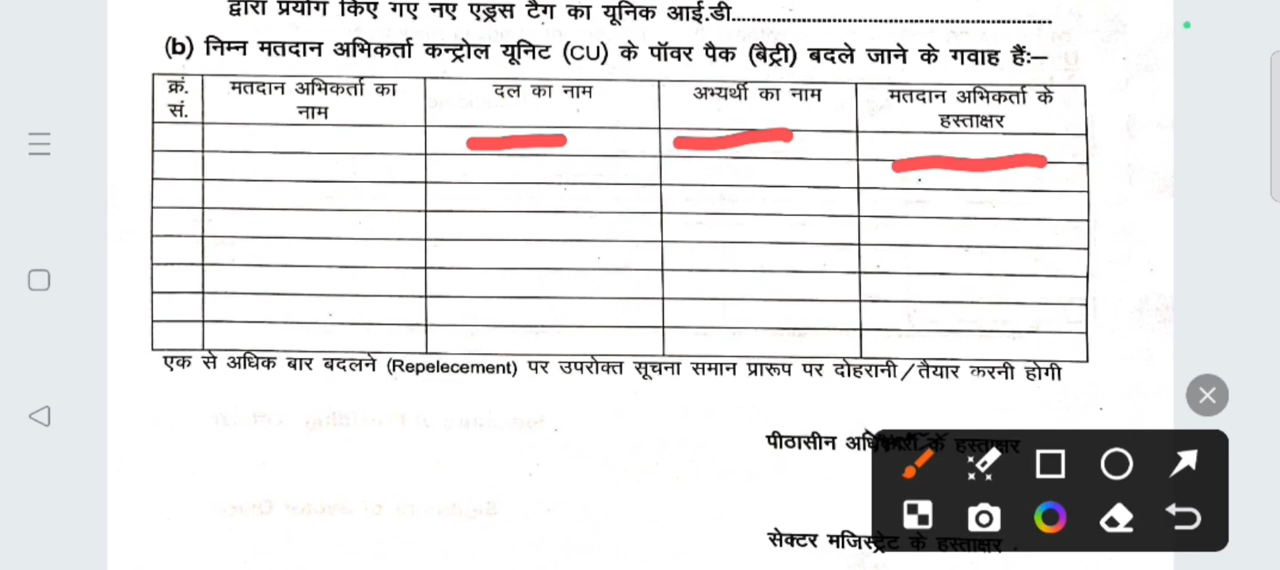 द्वारा प्रयोग किए गए नए एड्रस टैग का यूनिक आई.डी.......................................................
(b) निम्न मतदान अभिकर्ता कन्ट्रोल यूनिट (CU) के पॉवर पैक (बैट्री) बदले जाने के गवाह हैंः–
क्रं. सं.
मतदान अभिकर्ता का नाम
दल का नाम
अभ्यर्थी का नाम
मतदान अभिकर्ता के हस्ताक्षर
एक से अधिक बार बदलने (Repelecement) पर उपरोक्त सूचना समान प्रारूप पर दोहरानी/तैयार करनी होगी
पीठासीन अधिकारी के हस्ताक्षर
सेक्टर मजिस्ट्रेट के हस्ताक्षर